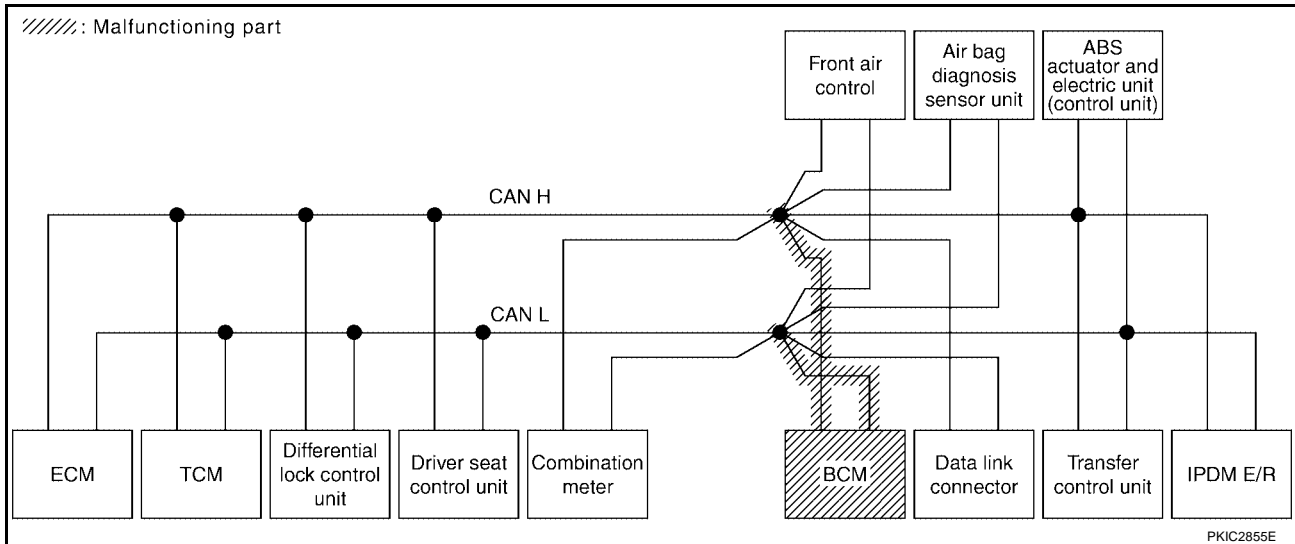 : Malfunctioning part
Front air
control
Air bag
diagnosis
sensor unit
ABS
actuator and
electric unit
(control unit)
CAN H
CAN L
ECM
TCM
Differential
lock control
unit
Driver seat
control unit
Combination
meter
BCM
Data link
connector
Transfer
control unit
IPDM E/R
PKIC2855E